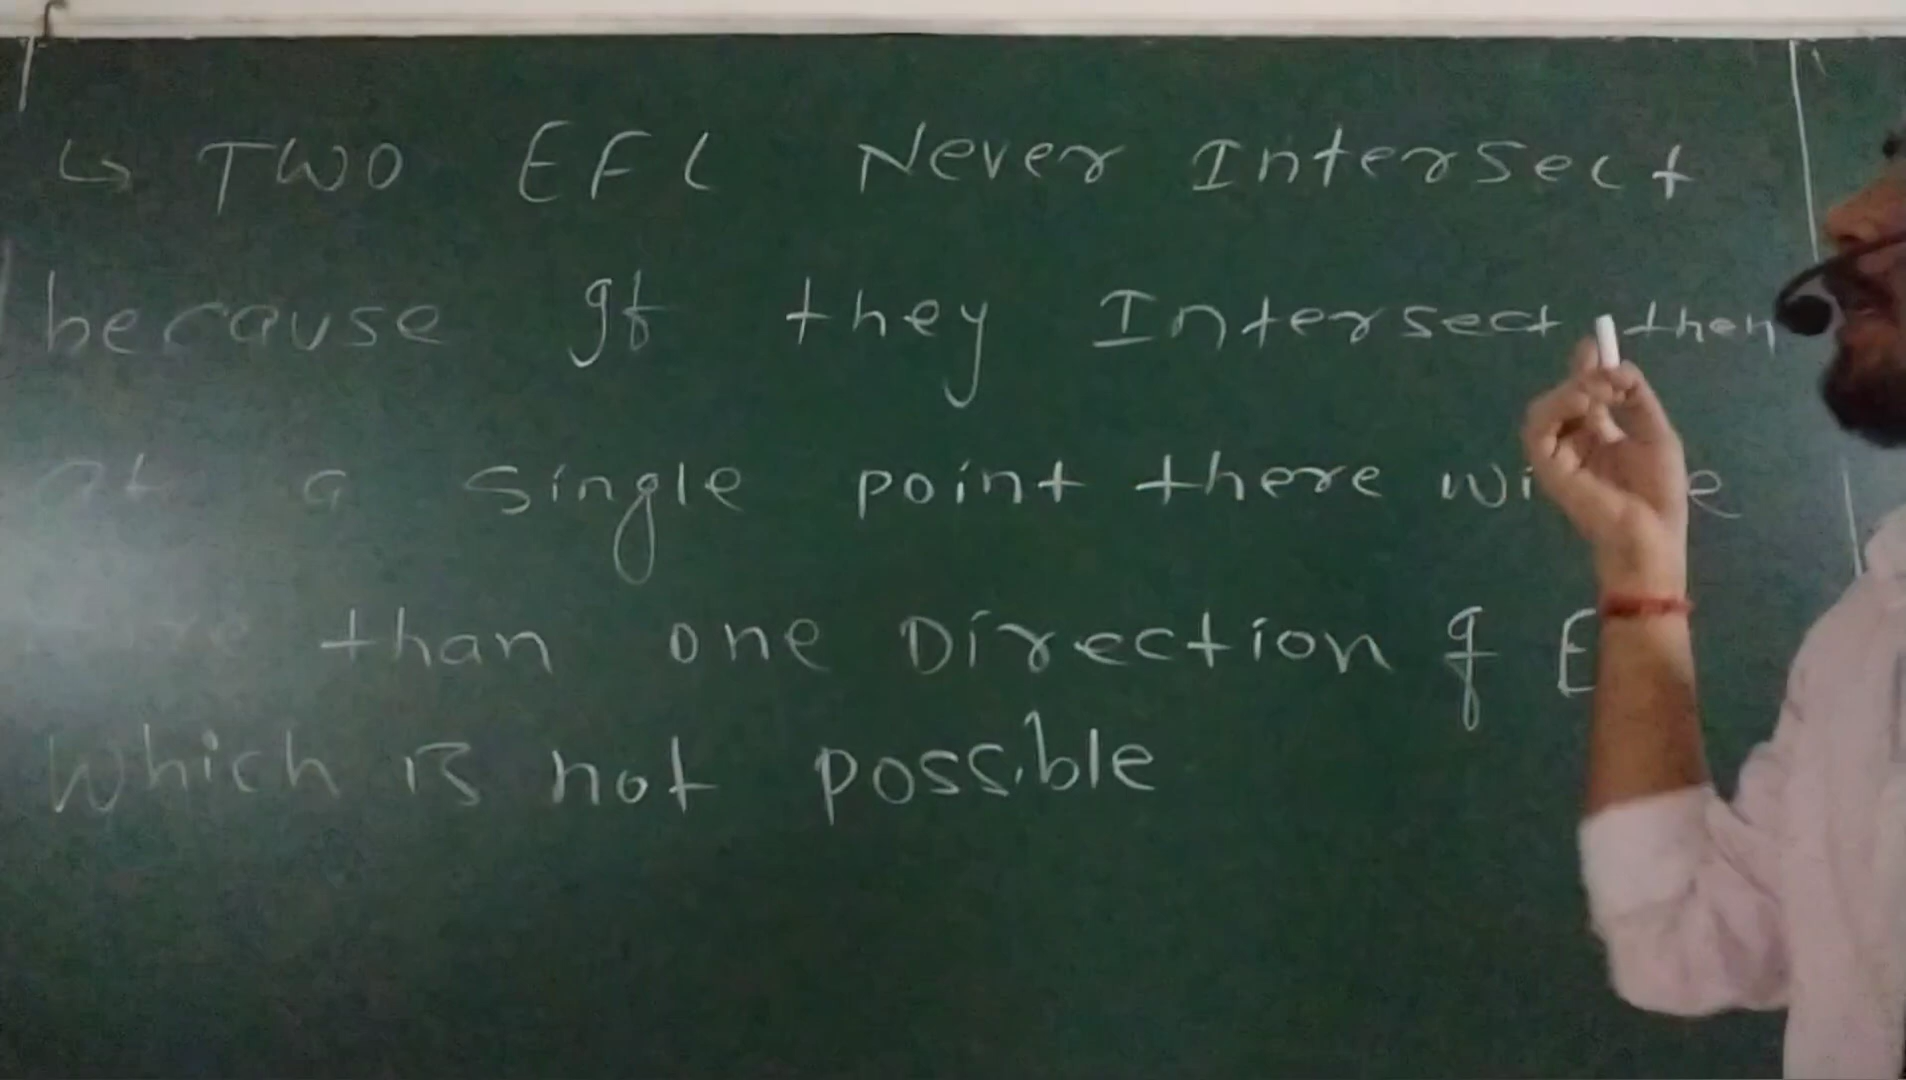 ↳ TWO EFL Never Intersect
because If they Intersect then
at a single point there
than one Direction of E
which is not possible